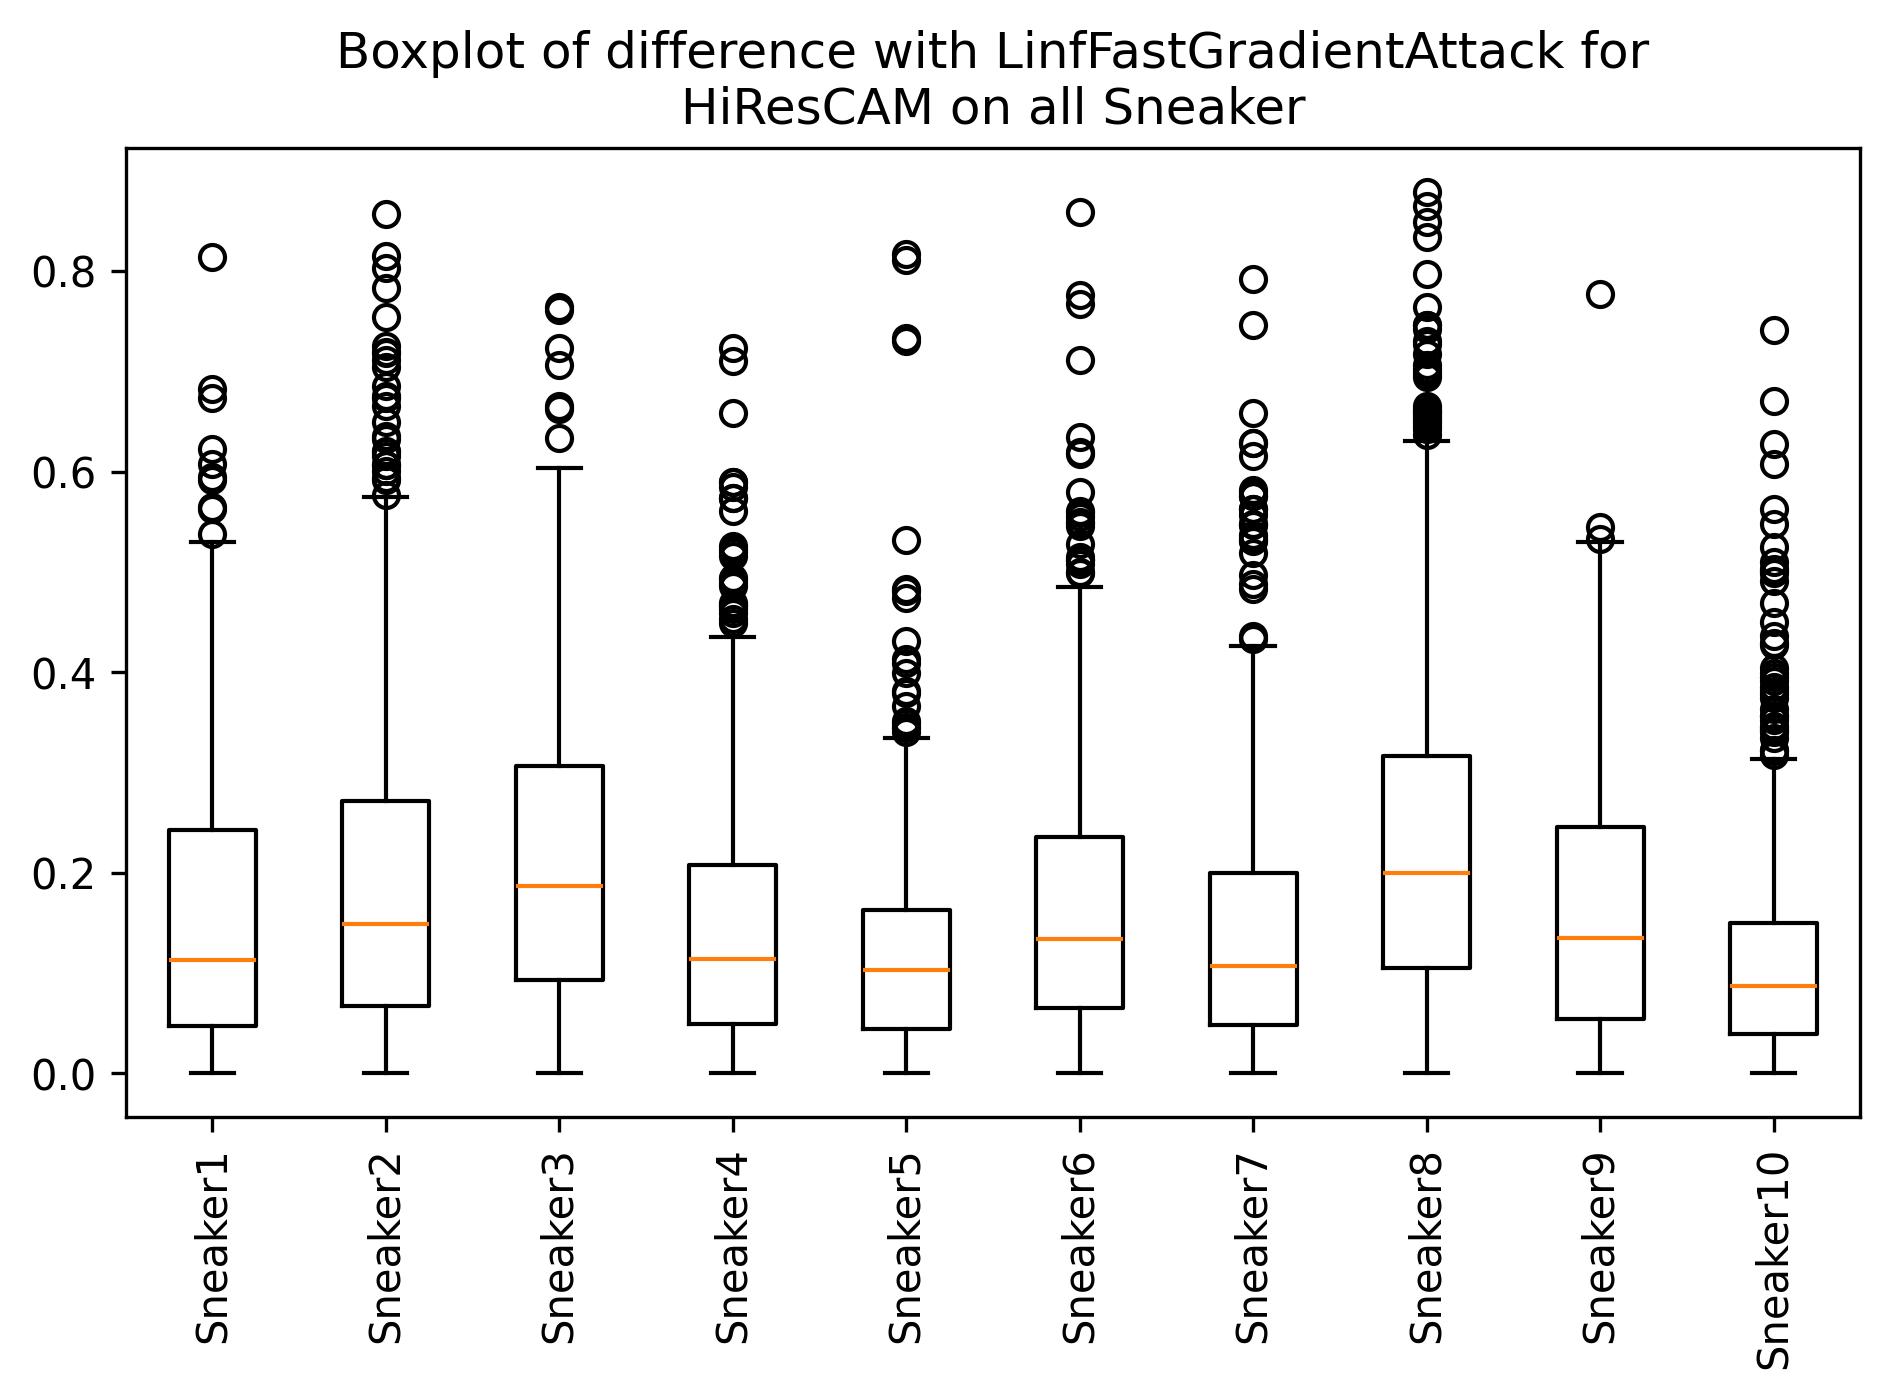 Boxplot of difference with LinfFastGradientAttack for
HiResCAM on all Sneaker
0.8
0.6
0.4
0.2
0.0
Sneaker1
Sneaker2
Sneaker3
Sneaker4
Sneaker5
Sneaker6
Sneaker7
Sneaker8
Sneaker9
Sneaker10